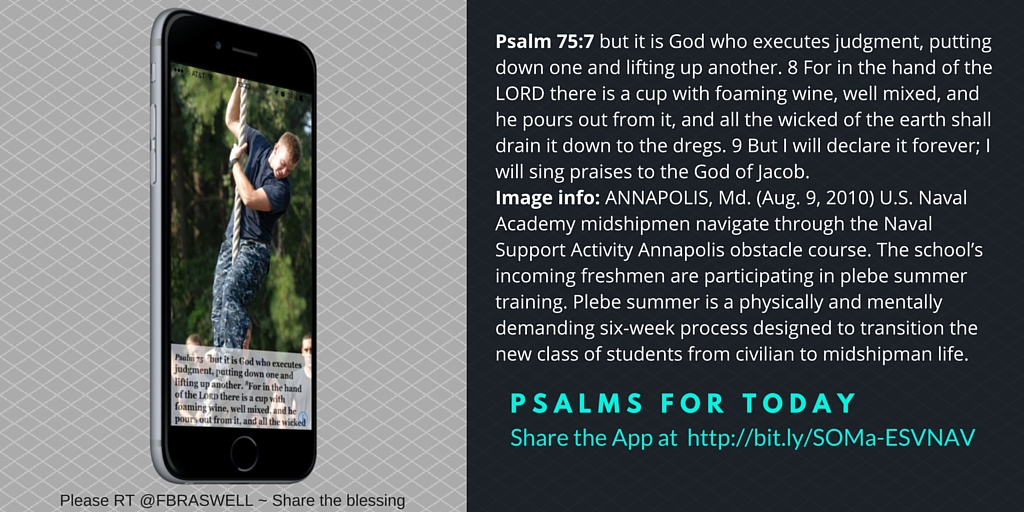 AT&T
Psalm 75 7but it is God who executes
judgment, putting down one and
lifting up another. 8For in the hand
of the LORD there is a cup with
foaming wine, well mixed, and he
pours out from it, and all the wicked
Please RT @FBRASWELL ~ Share the blessing
Psalm 75:7 but it is God who executes judgment, putting
down one and lifting up another. 8 For in the hand of the
LORD there is a cup with foaming wine, well mixed, and
he pours out from it, and all the wicked of the earth shall
drain it down to the dregs. 9 But I will declare it forever; I
will sing praises to the God of Jacob.
Image info: ANNAPOLIS, Md. (Aug. 9, 2010) U.S. Naval
Academy midshipmen navigate through the Naval
Support Activity Annapolis obstacle course. The school’s
incoming freshmen are participating in plebe summer
training. Plebe summer is a physically and mentally
demanding six-week process designed to transition the
new class of students from civilian to midshipman life.
PSALMS FOR TODAY
Share the App at http://bit.ly/SOMa-ESVNAV